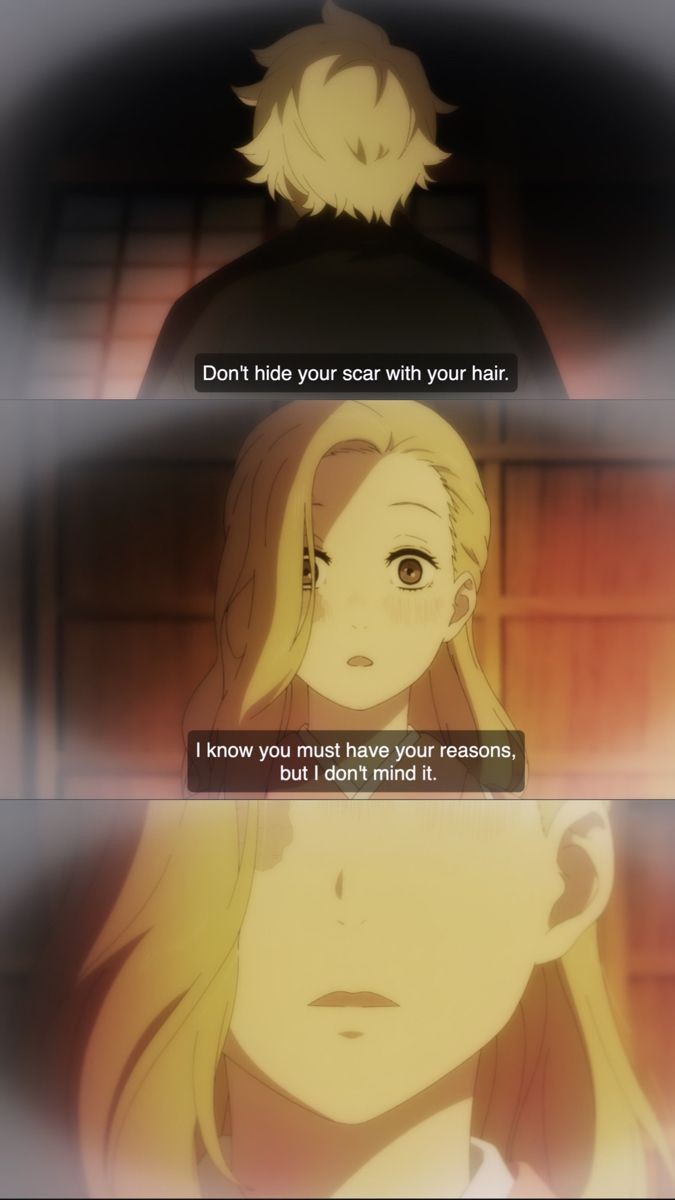 Don't hide your scar with your hair.
I know you must have your reasons,
but I don't mind it.